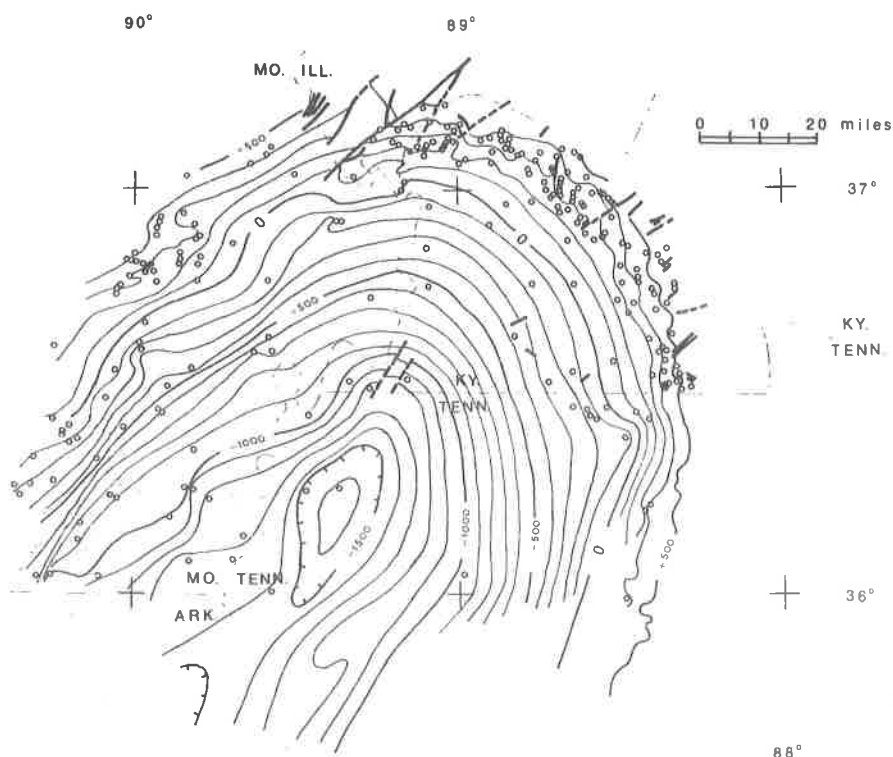 90°
89°
MO. ILL.
-500
0 10 20 miles
37°
0
0
-500
KY.
TENN.
KY.
TENN.
-1000
-1500
-1000
-500
0
+500
MO. TENN.
ARK
36°
88°